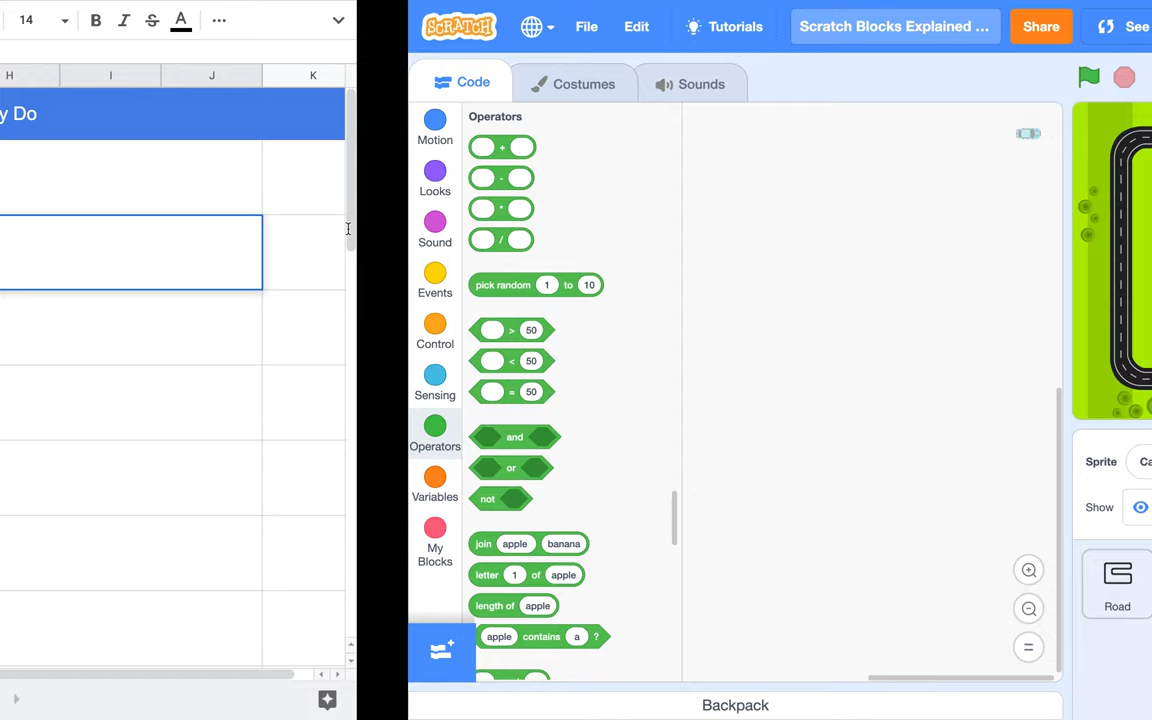 14 B I S A
H I J K
y Do
SCRATCH File Edit Tutorials Scratch Blocks Explained ... Share See
Code Costumes Sounds
Motion
Looks
Sound
Events
Control
Sensing
Operators
Variables
My
Blocks
Operators
+
-
*
/
pick random 1 to 10
> 50
< 50
= 50
and
or
not
join apple banana
letter 1 of apple
length of apple
apple contains a ?
Backpack
Sprite Ca
Show
Road